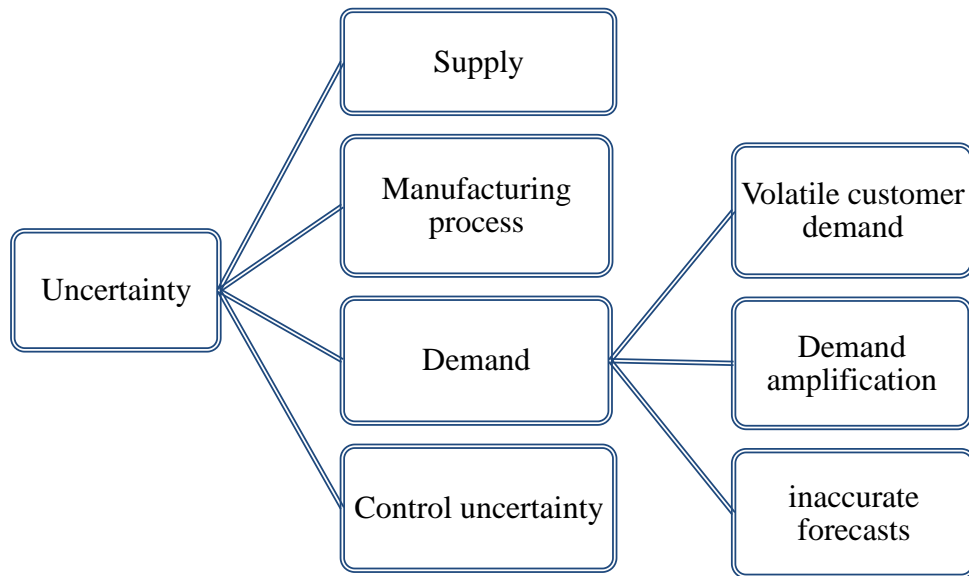 Uncertainty
Supply
Manufacturing
process
Demand
Control uncertainty
Volatile customer
demand
Demand
amplification
inaccurate
forecasts